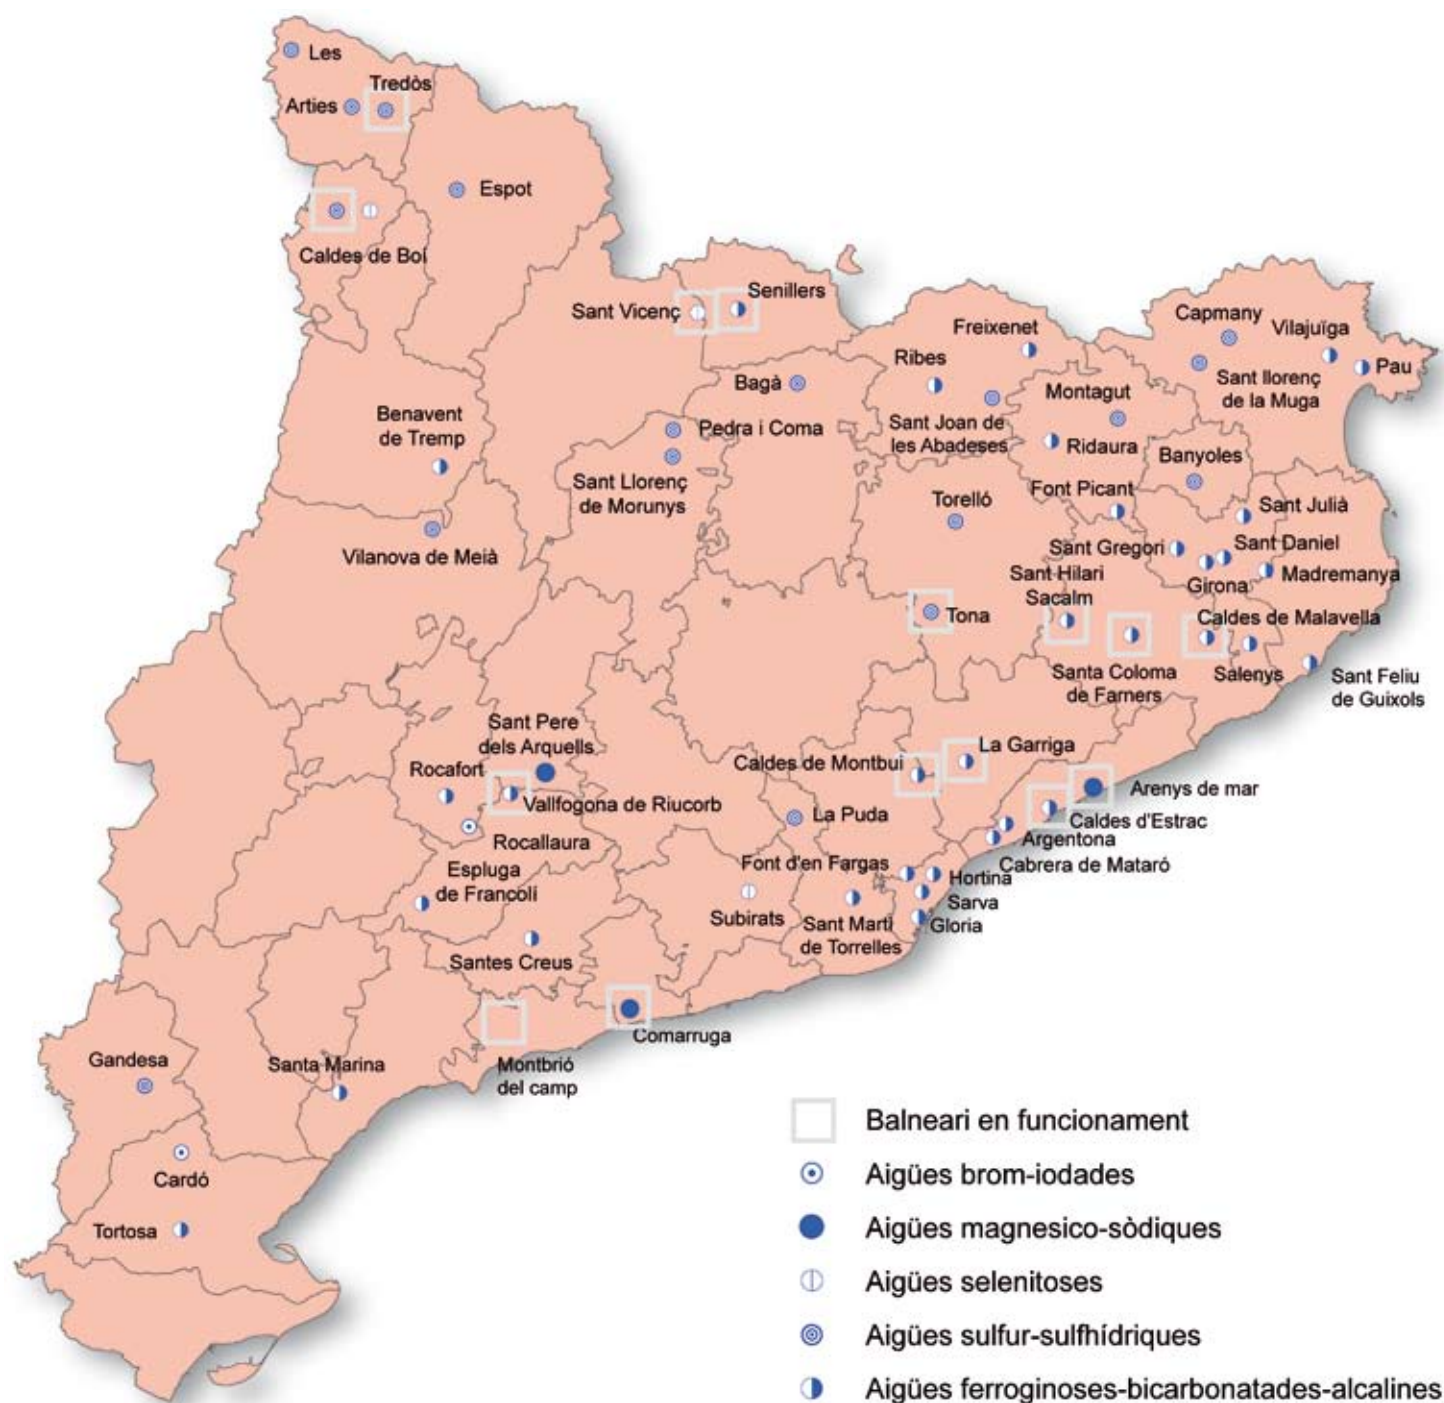 Les
Tredòs
Arties
Espot
Caldes de Boí
Senillers
Sant Vicenç
Capmany
Vilajuïga
Freixenet
Ribes
Pau
Sant llorenç
de la Muga
Bagà
Montagut
Benavent
de Tremp
Pedra i Coma
Sant Joan de
les Abadeses
Ridaura
Banyoles
Sant Llorenç
de Morunys
Torelló
Font Picant
Sant Julià
Vilanova de Meià
Sant Gregori
Sant Daniel
Sant Hilari
Sacalm
Girona
Madremanya
Tona
Caldes de Malavella
Santa Coloma
de Farners
Salenys
Sant Feliu
de Guixols
Sant Pere
dels Arquells
La Garriga
Rocafort
Caldes de Montbui
Arenys de mar
Vallfogona de Riucorb
La Puda
Caldes d'Estrac
Rocallaura
Argentona
Font d'en Fargas
Cabrera de Mataró
Espluga
de Francolí
Hortina
Sarva
Subirats
Sant Martí
de Torrelles
Gloria
Santes Creus
Comarruga
Gandesa
Santa Marina
Montbrió
del camp
Cardó
Tortosa
Balneari en funcionament
Aigües brom-iodades
Aigües magnesico-sòdiques
Aigües selenitoses
Aigües sulfur-sulfhídriques
Aigües ferroginoses-bicarbonatades-alcalines